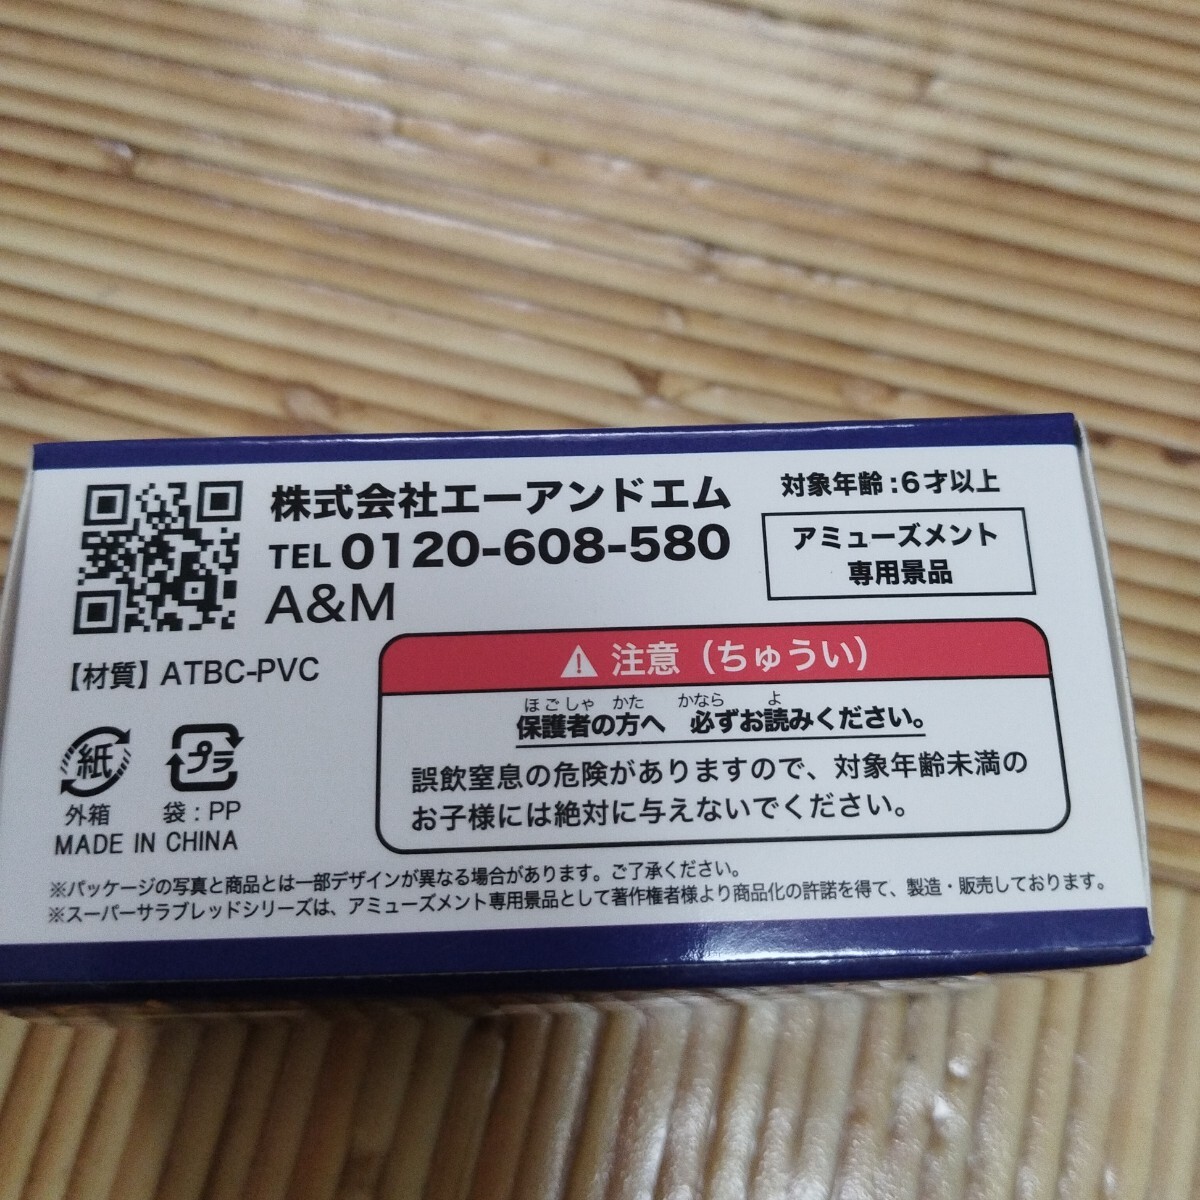 株式会社エーアンドエム
TEL 0120-608-580
A&M
対象年齢:6才以上
アミューズメント
専用景品
【材質】ATBC-PVC
紙
外箱
プラ
袋:PP
MADE IN CHINA
⚠ 注意(ちゅうい)
ほごしゃ かた かなら よ
保護者の方へ 必ずお読みください。
誤飲窒息の危険がありますので、対象年齢未満の
お子様には絶対に与えないでください。
※パッケージの写真と商品とは一部デザインが異なる場合があります。ご了承ください。
※スーパーサラブレッドシリーズは、アミューズメント専用景品として著作権者様より商品化の許諾を得て、製造・販売しております。